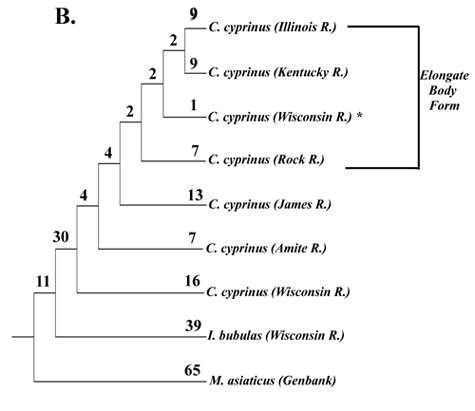 B.
9
C. cyprinus (Illinois R.)
2
9
C. cyprinus (Kentucky R.)
2
1
C. cyprinus (Wisconsin R.) *
2
7
C. cyprinus (Rock R.)
Elongate
Body
Form
4
13
C. cyprinus (James R.)
4
7
C. cyprinus (Amite R.)
30
16
C. cyprinus (Wisconsin R.)
11
39
I. bubulas (Wisconsin R.)
65
M. asiaticus (Genbank)